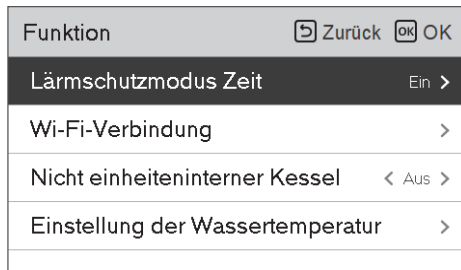 Funktion Zurück OK OK
Lärmschutzmodus Zeit Ein >
Wi-Fi-Verbindung >
Nicht einheiteninterner Kessel < Aus >
Einstellung der Wassertemperatur >